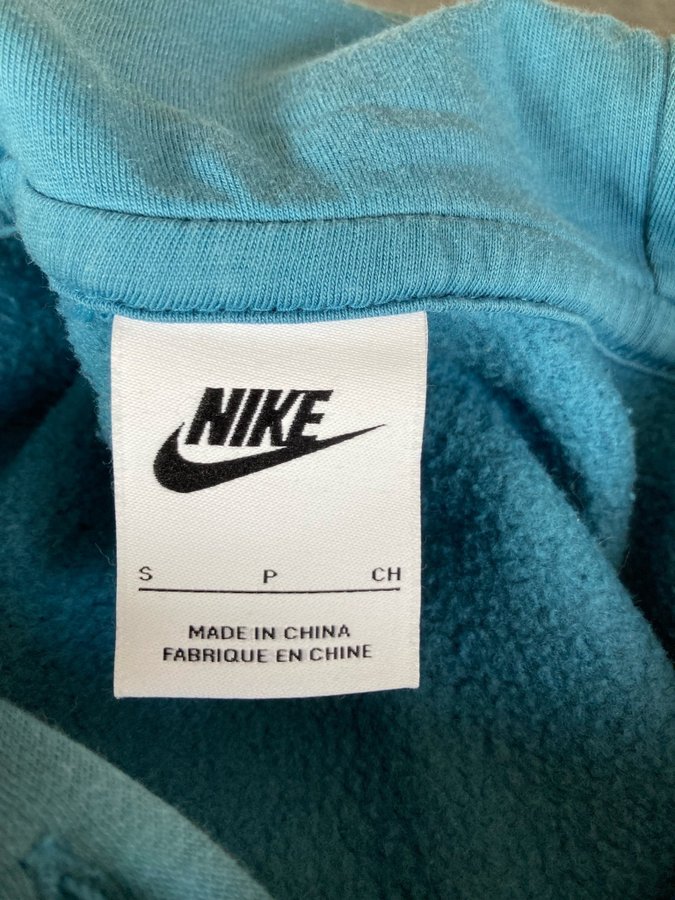 NIKE
S P CH
MADE IN CHINA
FABRIQUE EN CHINE